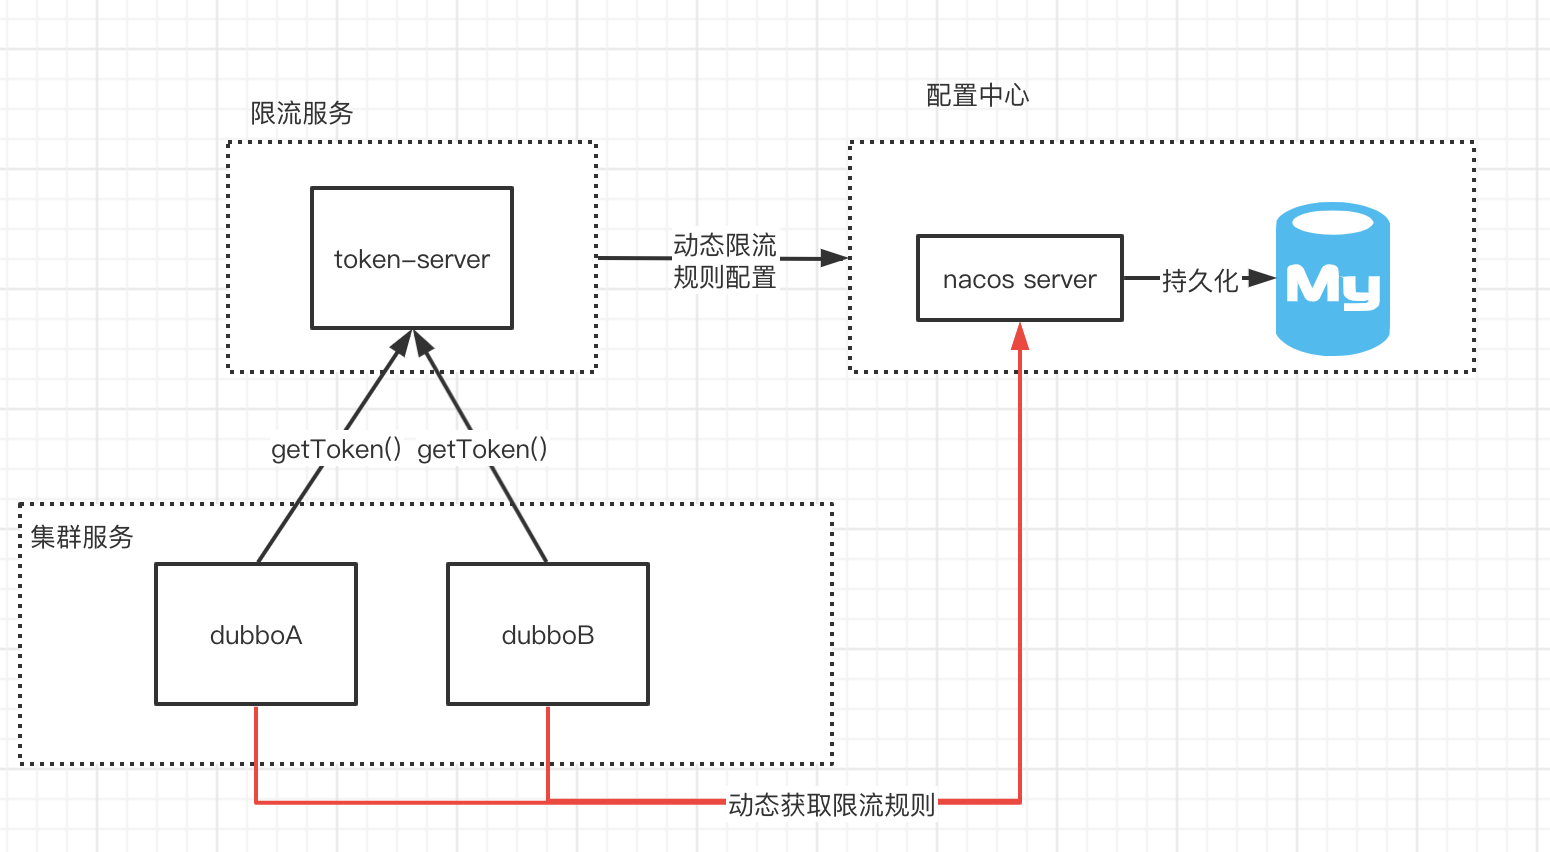 限流服务
配置中心
token-server
动态限流
规则配置
nacos server
持久化
My
getToken()
getToken()
集群服务
dubboA
dubboB
动态获取限流规则